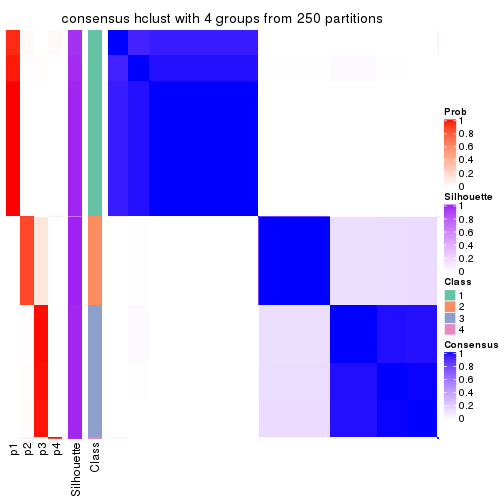 consensus hclust with 4 groups from 250 partitions
Prob
1
0.8
0.6
0.4
0.2
0
Silhouette
1
0.8
0.6
0.4
0.2
0
Class
1
2
3
4
Consensus
1
0.8
0.6
0.4
0.2
0
p1
p2
p3
p4
Silhouette
Class